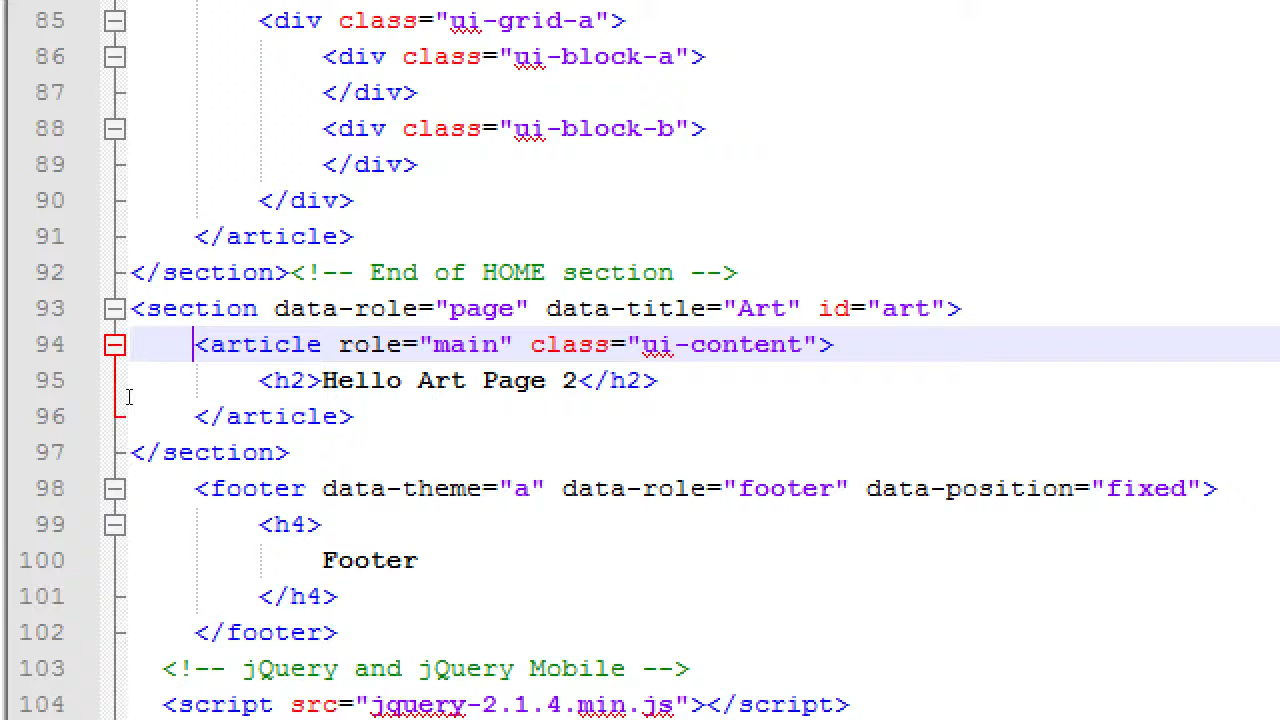 85 <div class="ui-grid-a">
86 <div class="ui-block-a">
87 </div>
88 <div class="ui-block-b">
89 </div>
90 </div>
91 </article>
92 </section><!-- End of HOME section -->
93 <section data-role="page" data-title="Art" id="art">
94 <article role="main" class="ui-content">
95 <h2>Hello Art Page 2</h2>
96 </article>
97 </section>
98 <footer data-theme="a" data-role="footer" data-position="fixed">
99 <h4>
100 Footer
101 </h4>
102 </footer>
103 <!-- jQuery and jQuery Mobile -->
104 <script src="jquery-2.1.4.min.js"></script>